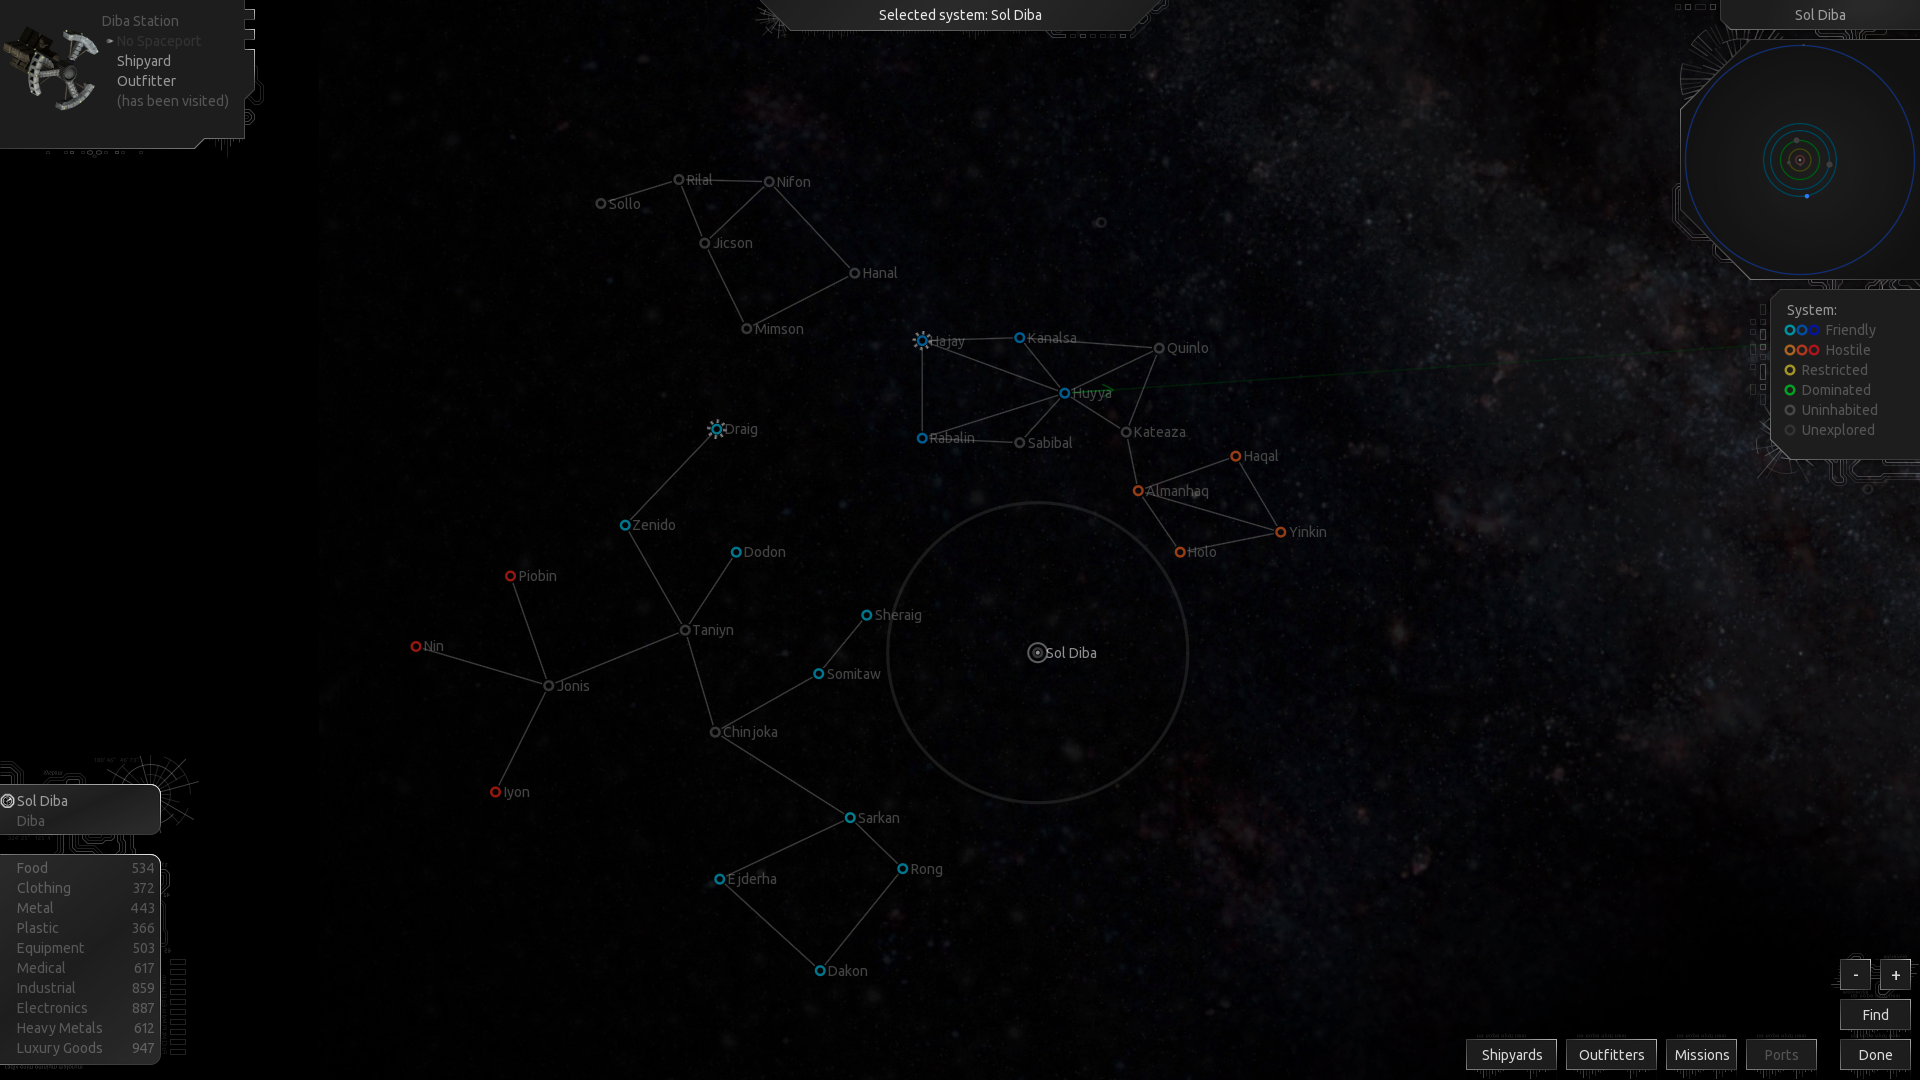 Diba Station
No Spaceport
Shipyard
Outfitter
(has been visited)
Selected system: Sol Diba
Sol Diba
System:
Friendly
Hostile
Restricted
Dominated
Uninhabited
Unexplored
Rilal
Nifon
Sollo
Jicson
Hanal
Mimson
Hajay
Kanalsa
Quinlo
Huyya
Draig
Kateaza
Rabalin
Sabibal
Haqal
Almanhaq
Zenido
Yinkin
Dodon
Holo
Piobin
Sheraig
Taniyn
Nin
Sol Diba
Somitaw
Jonis
Chinjoka
Iyon
Sarkan
Rong
Ejderha
Dakon
Sol Diba
Diba
Food 534
Clothing 372
Metal 443
Plastic 366
Equipment 503
Medical 617
Industrial 859
Electronics 887
Heavy Metals 612
Luxury Goods 947
- +
Find
Shipyards Outfitters Missions Ports Done